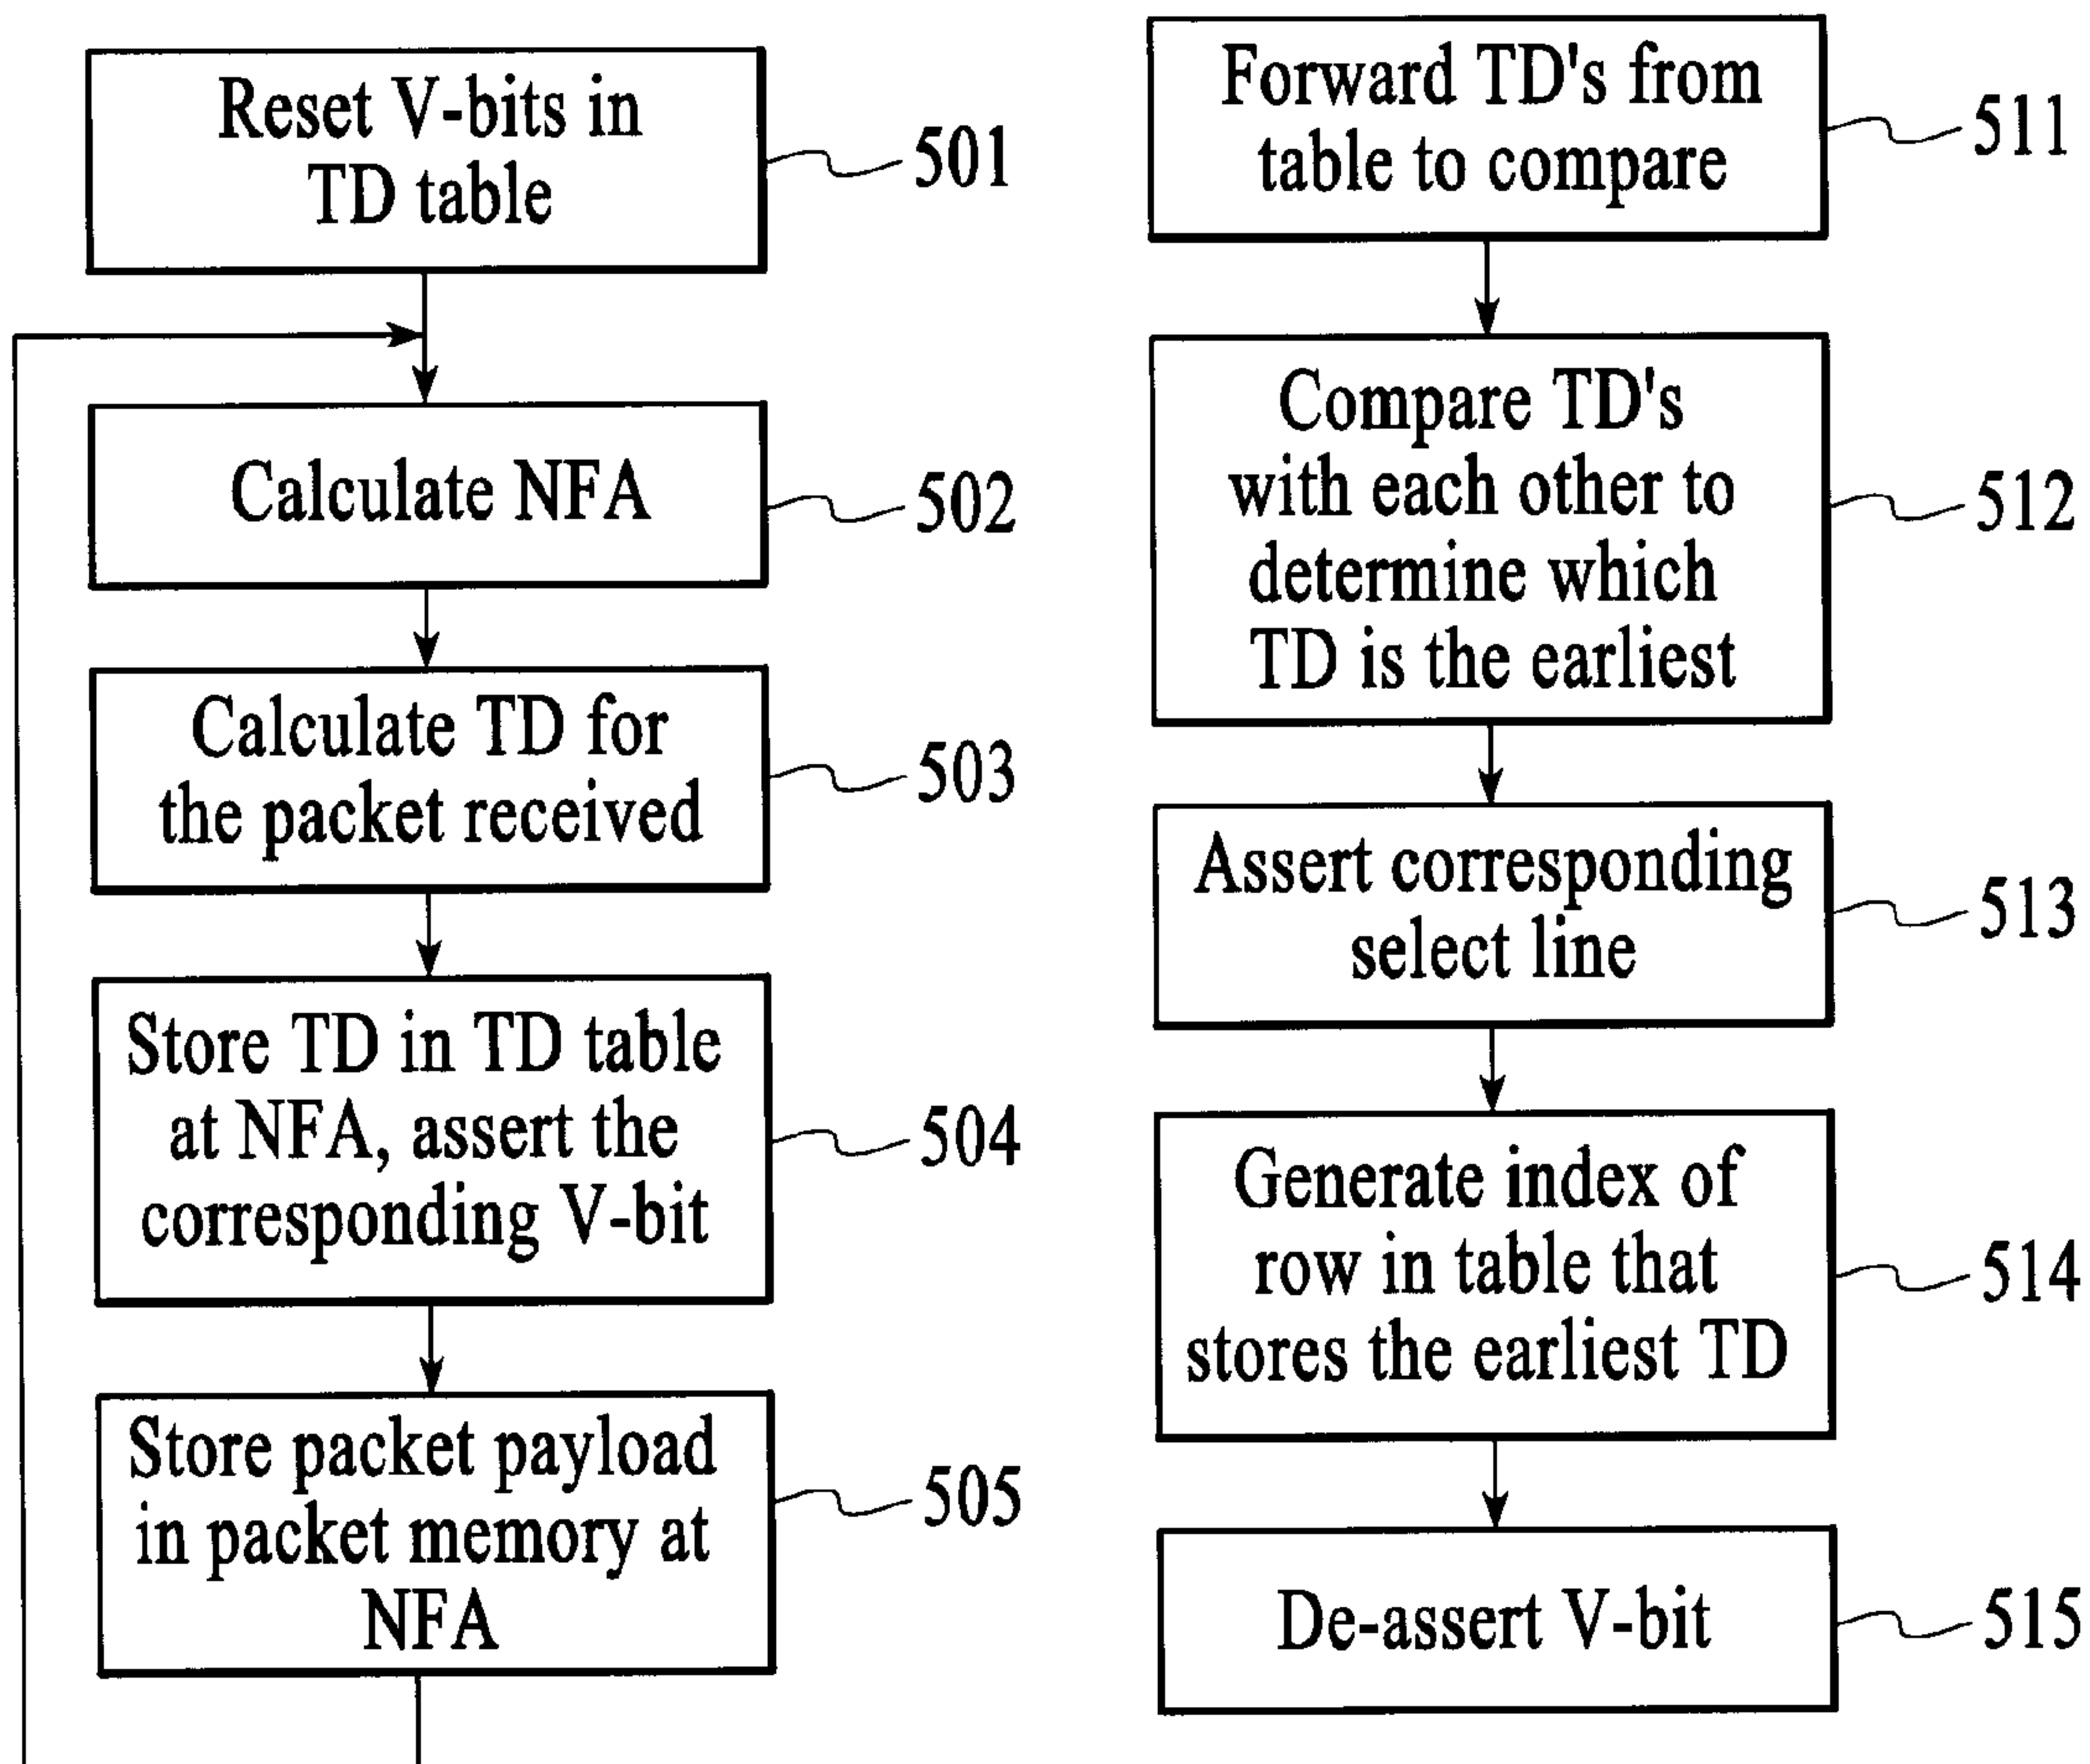 Reset V-bits in
TD table
501
Calculate NFA
502
Calculate TD for
the packet received
503
Store TD in TD table
at NFA, assert the
corresponding V-bit
504
Store packet payload
in packet memory at
NFA
505
Forward TD's from
table to compare
511
Compare TD's
with each other to
determine which
TD is the earliest
512
Assert corresponding
select line
513
Generate index of
row in table that
stores the earliest TD
514
De-assert V-bit
515